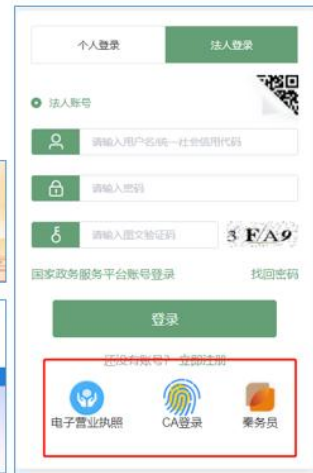 个人登录
法人登录
法人账号
请输入用户名/统一社会信用代码
请输入密码
请输入图文验证码
3 F/A9
国家政务服务平台账号登录
找回密码
登录
还没有账号? 立即注册
电子营业执照
CA登录
秦务员